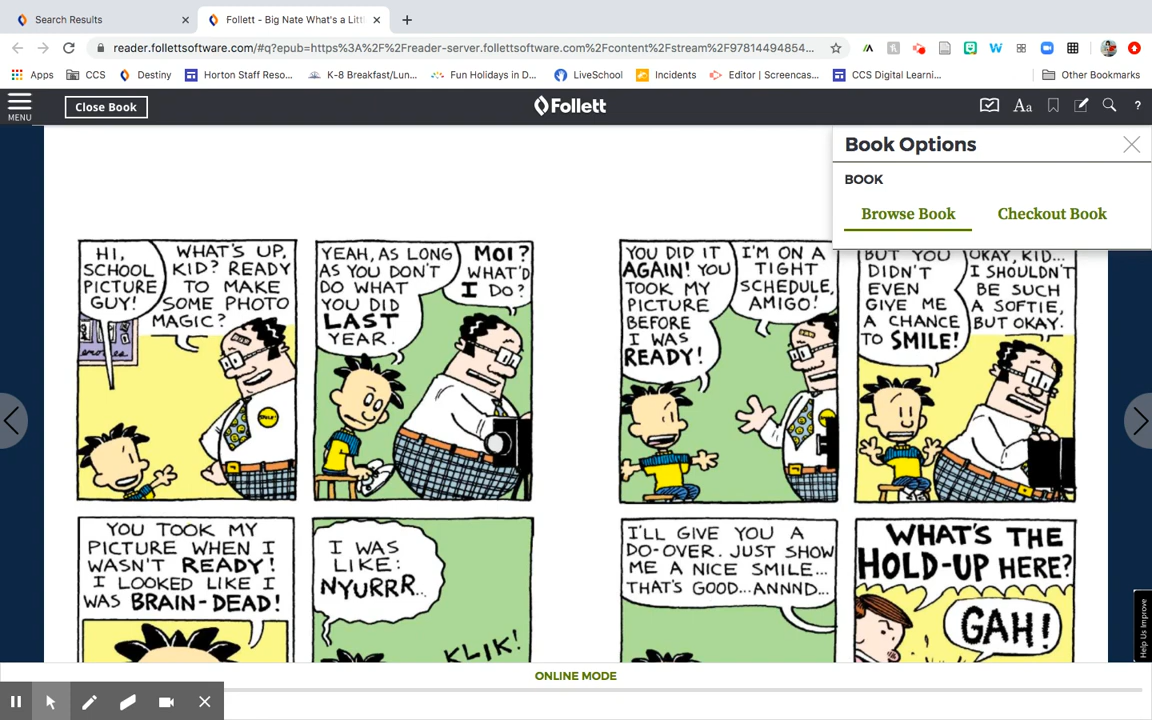 Search Results
Follett - Big Nate What's a Litt
reader.follettsoftware.com/#q?epub=https%3A%2F%2Freader-server.follettsoftware.com%2Fcontent%2Fstream%2F97814494854...
Apps
CCS
Destiny
Horton Staff Reso...
K-8 Breakfast/Lun...
Fun Holidays in D...
LiveSchool
Incidents
Editor | Screencas...
CCS Digital Learni...
Other Bookmarks
MENU
Close Book
Follett
Aa
?
Book Options
BOOK
Browse Book
Checkout Book
HI,
SCHOOL
PICTURE
GUY!
WHAT'S UP,
KID? READY
TO MAKE
SOME PHOTO
MAGIC?
YEAH, AS LONG
AS YOU DON'T
DO WHAT
YOU DID
LAST
YEAR.
MOI?
WHAT'D
I DO?
YOU DID IT
AGAIN! YOU
TOOK MY
PICTURE
BEFORE
I WAS
READY!
I'M ON A
TIGHT
SCHEDULE,
AMIGO!
BUT YOU
DIDN'T
EVEN
GIVE ME
A CHANCE
TO SMILE!
OKAY, KID...
I SHOULDN'T
BE SUCH
A SOFTIE,
BUT OKAY.
YOU TOOK MY
PICTURE WHEN I
WASN'T READY!
I LOOKED LIKE I
WAS BRAIN-DEAD!
I WAS
LIKE:
NYURRR...
KLIK!
I'LL GIVE YOU A
DO-OVER. JUST SHOW
ME A NICE SMILE...
THAT'S GOOD...ANNND...
WHAT'S THE
HOLD-UP HERE?
GAH!
Help Us Improve
ONLINE MODE